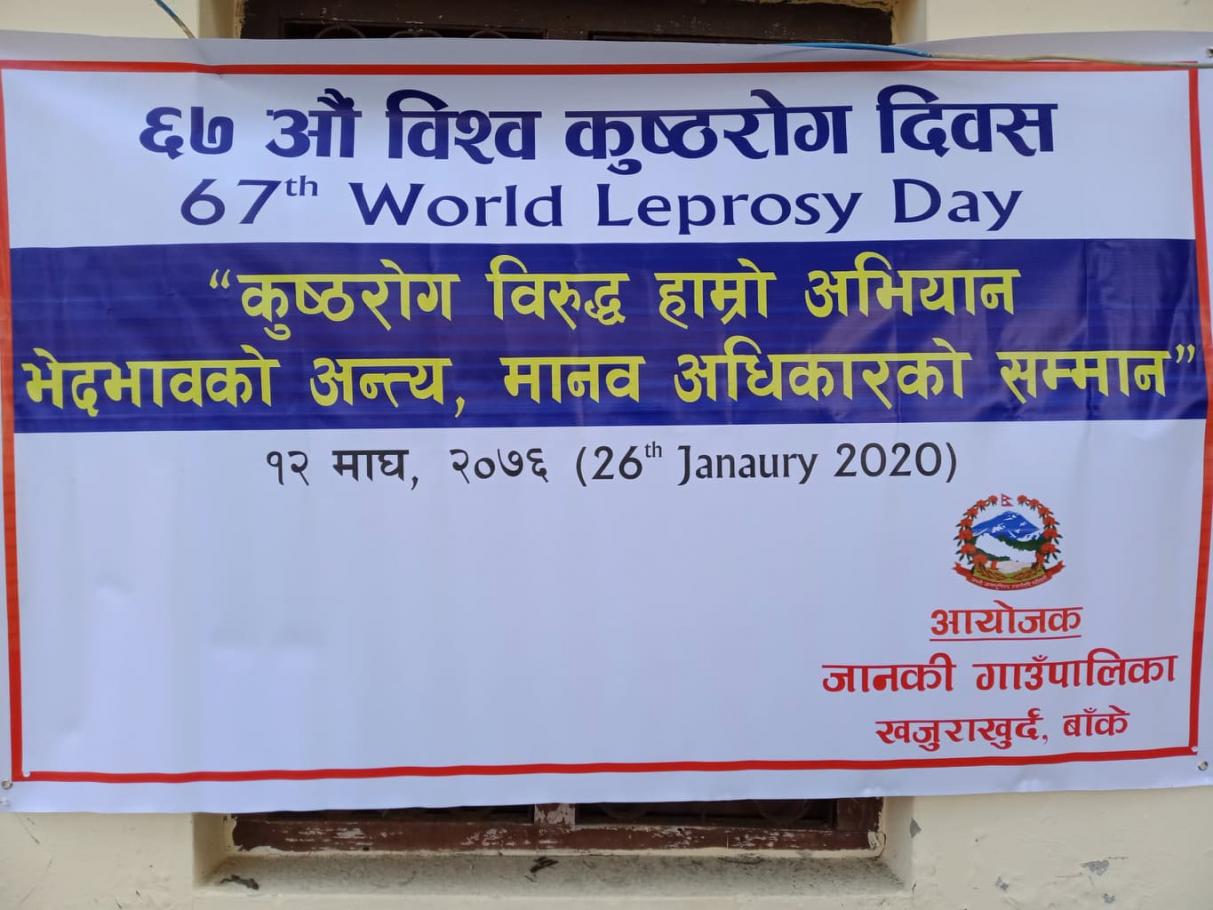 ६७ औं विश्व कुष्ठरोग दिवस
67th World Leprosy Day
“कुष्ठरोग विरुद्ध हाम्रो अभियान
भेदभावको अन्त्य, मानव अधिकारको सम्मान”
१२ माघ, २०७६ (26th Janaury 2020)
आयोजक
जानकी गाउँपालिका
खजुराखुर्द, बाँके